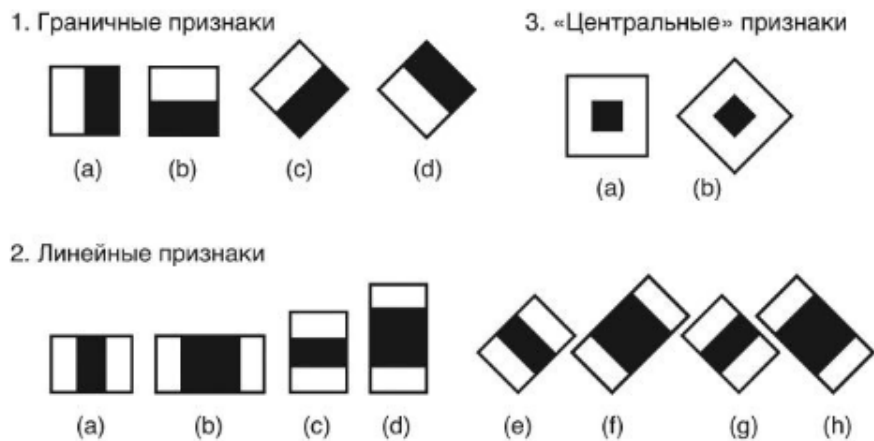 1. Граничные признаки
3. «Центральные» признаки
(a) (b) (c) (d)
(a) (b)
2. Линейные признаки
(a) (b) (c) (d) (e) (f) (g) (h)